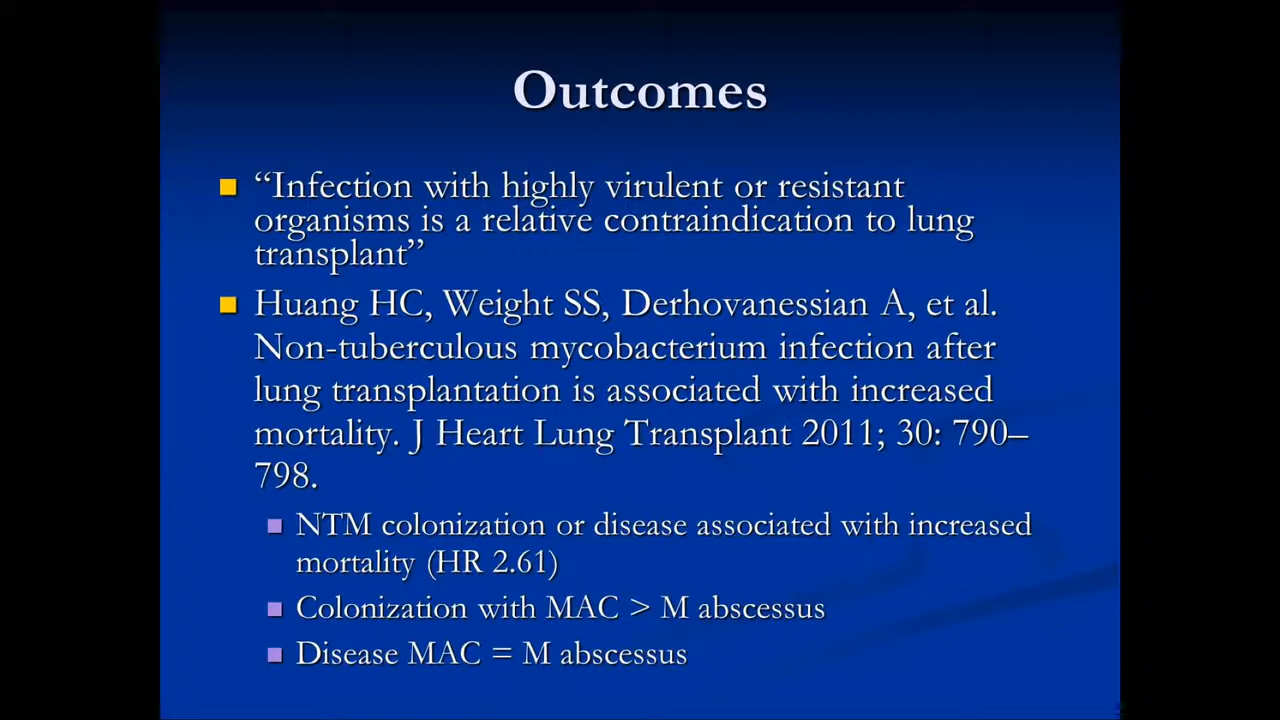 Outcomes
“Infection with highly virulent or resistant
organisms is a relative contraindication to lung
transplant”
Huang HC, Weight SS, Derhovanessian A, et al.
Non-tuberculous mycobacterium infection after
lung transplantation is associated with increased
mortality. J Heart Lung Transplant 2011; 30: 790–
798.
NTM colonization or disease associated with increased
mortality (HR 2.61)
Colonization with MAC > M abscessus
Disease MAC = M abscessus